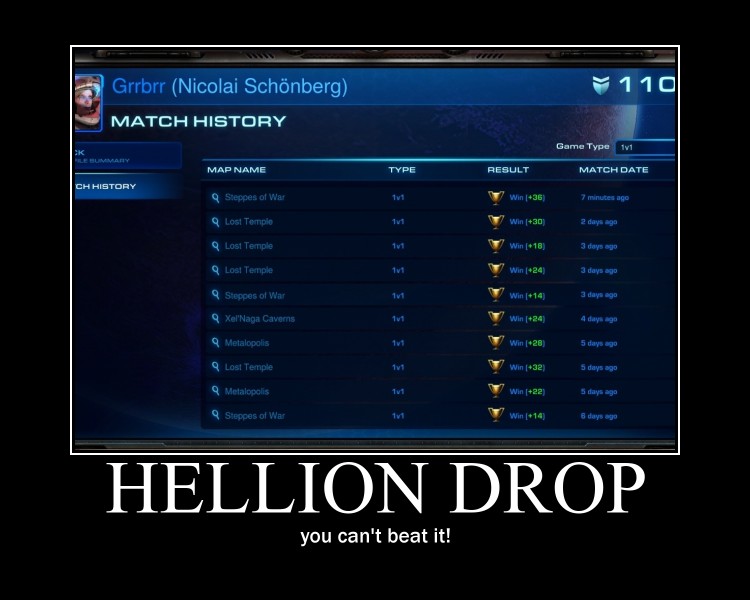 Grrbrr (Nicolai Schönberg) 110
MATCH HISTORY
Game Type 1v1
CK
FILE SUMMARY
CH HISTORY
MAP NAME TYPE RESULT MATCH DATE
Steppes of War 1v1 Win (+36) 7 minutes ago
Lost Temple 1v1 Win (+30) 2 days ago
Lost Temple 1v1 Win (+18) 3 days ago
Lost Temple 1v1 Win (+24) 3 days ago
Steppes of War 1v1 Win (+14) 3 days ago
Xel'Naga Caverns 1v1 Win (+24) 4 days ago
Metalopolis 1v1 Win (+28) 5 days ago
Lost Temple 1v1 Win (+32) 5 days ago
Metalopolis 1v1 Win (+22) 5 days ago
Steppes of War 1v1 Win (+14) 6 days ago
HELLION DROP
you can't beat it!